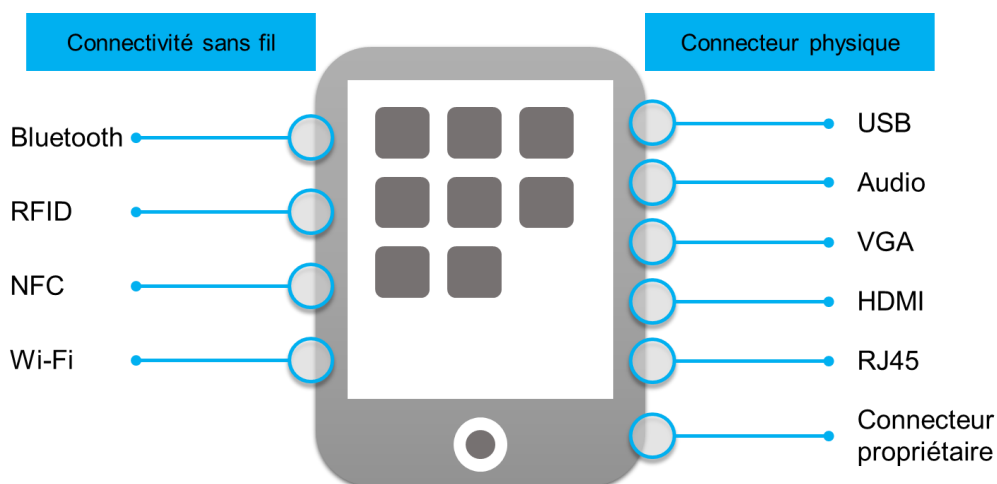 Connectivité sans fil
Bluetooth
RFID
NFC
Wi-Fi
Connecteur physique
USB
Audio
VGA
HDMI
RJ45
Connecteur
propriétaire